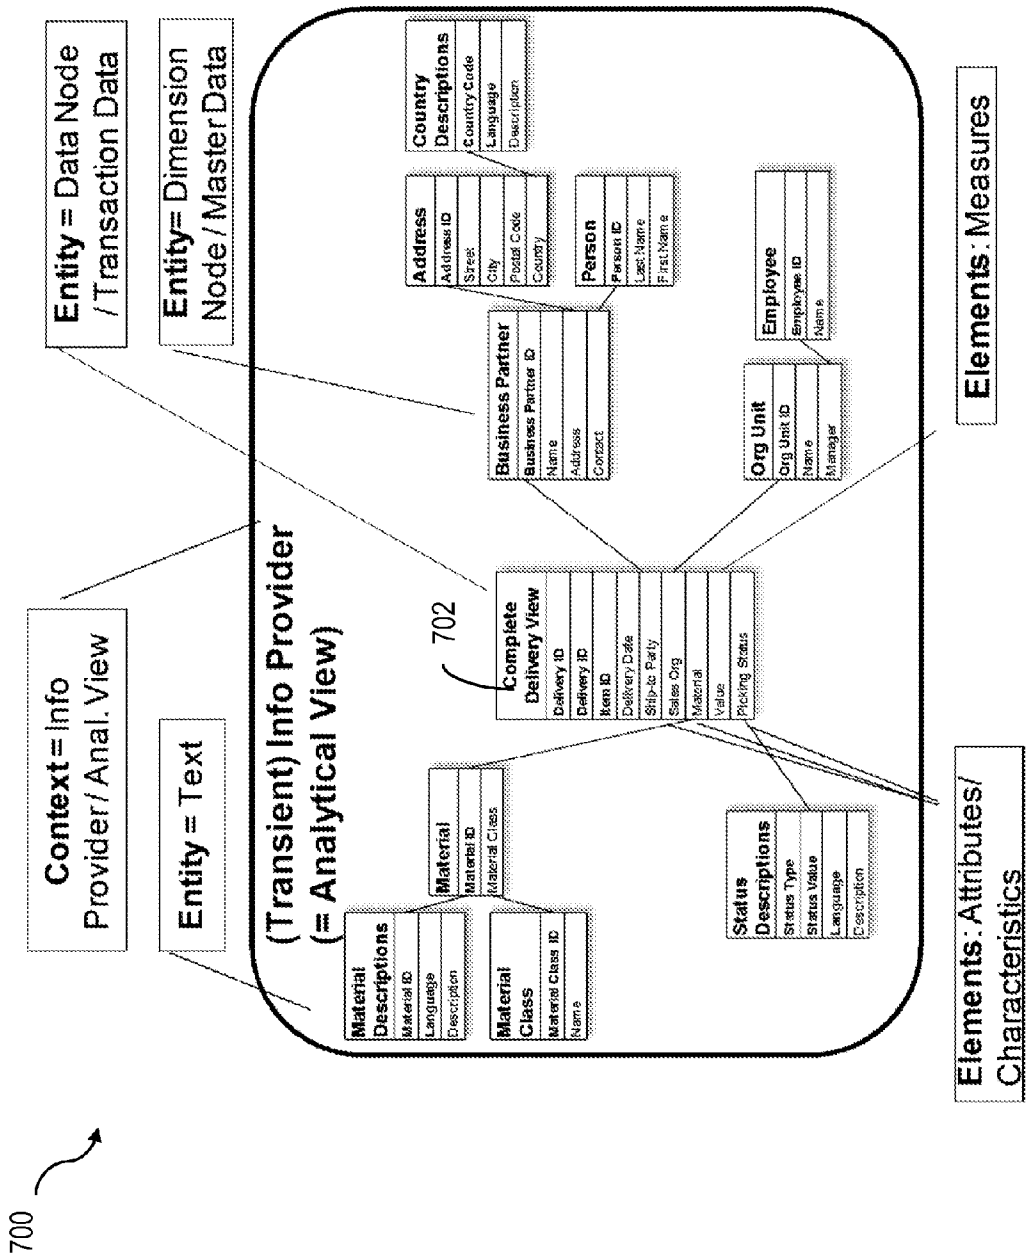 700
Context = Info
Provider / Anal. View
Entity = Data Node
/ Transaction Data
Entity = Text
Entity= Dimension
Node / Master Data
(Transient) Info Provider
(= Analytical View)
Material
Descriptions
Material ID
Language
Description
Material
Class
Material Class ID
Name
Material
Material ID
Material Class
Status
Descriptions
Status Type
Status Value
Language
Description
702
Complete
Delivery View
Delivery ID
Delivery ID
Item ID
Delivery Date
Ship-to Party
Sales Org
Material
Value
Picking Status
Business Partner
Business Partner ID
Name
Address
Contact
Org Unit
Org Unit ID
Name
Manager
Address
Address ID
Street
City
Postal Code
Country
Person
Person ID
Last Name
First Name
Employee
Employee ID
Name
Country
Descriptions
Country Code
Language
Description
Elements: Attributes/
Characteristics
Elements: Measures